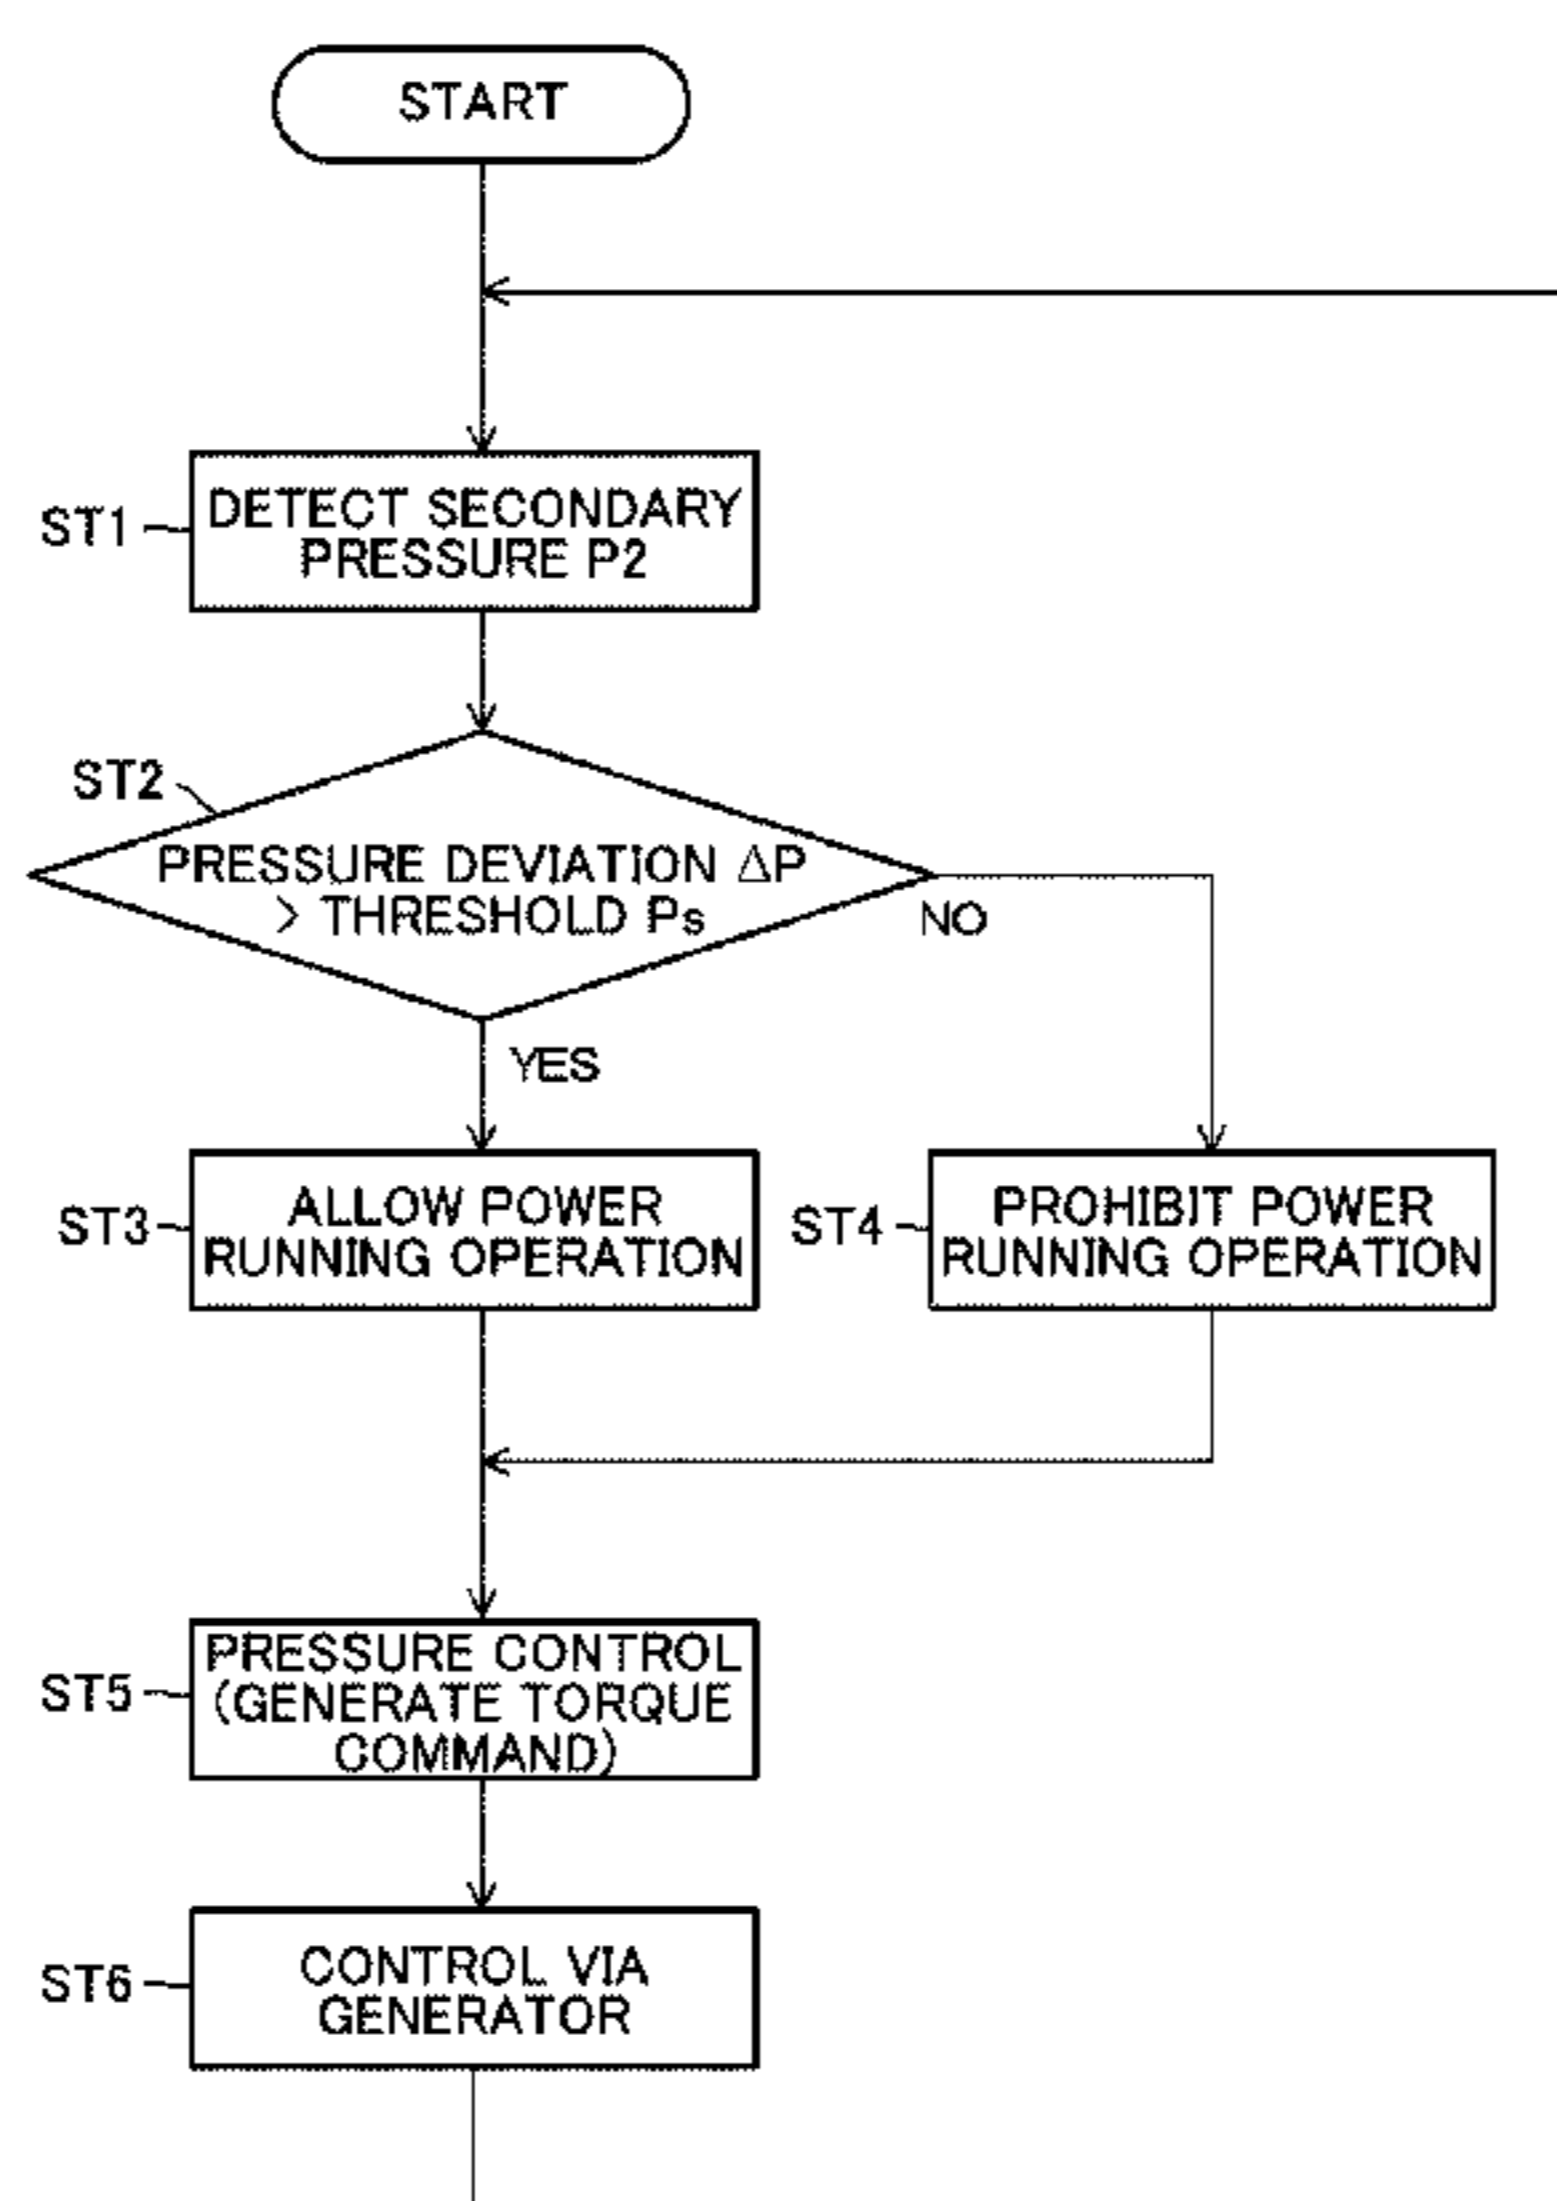 START
ST1
DETECT SECONDARY
PRESSURE P2
ST2
PRESSURE DEVIATION ΔP
> THRESHOLD Ps
NO
YES
ST3
ALLOW POWER
RUNNING OPERATION
ST4
PROHIBIT POWER
RUNNING OPERATION
ST5
PRESSURE CONTROL
(GENERATE TORQUE
COMMAND)
ST6
CONTROL VIA
GENERATOR